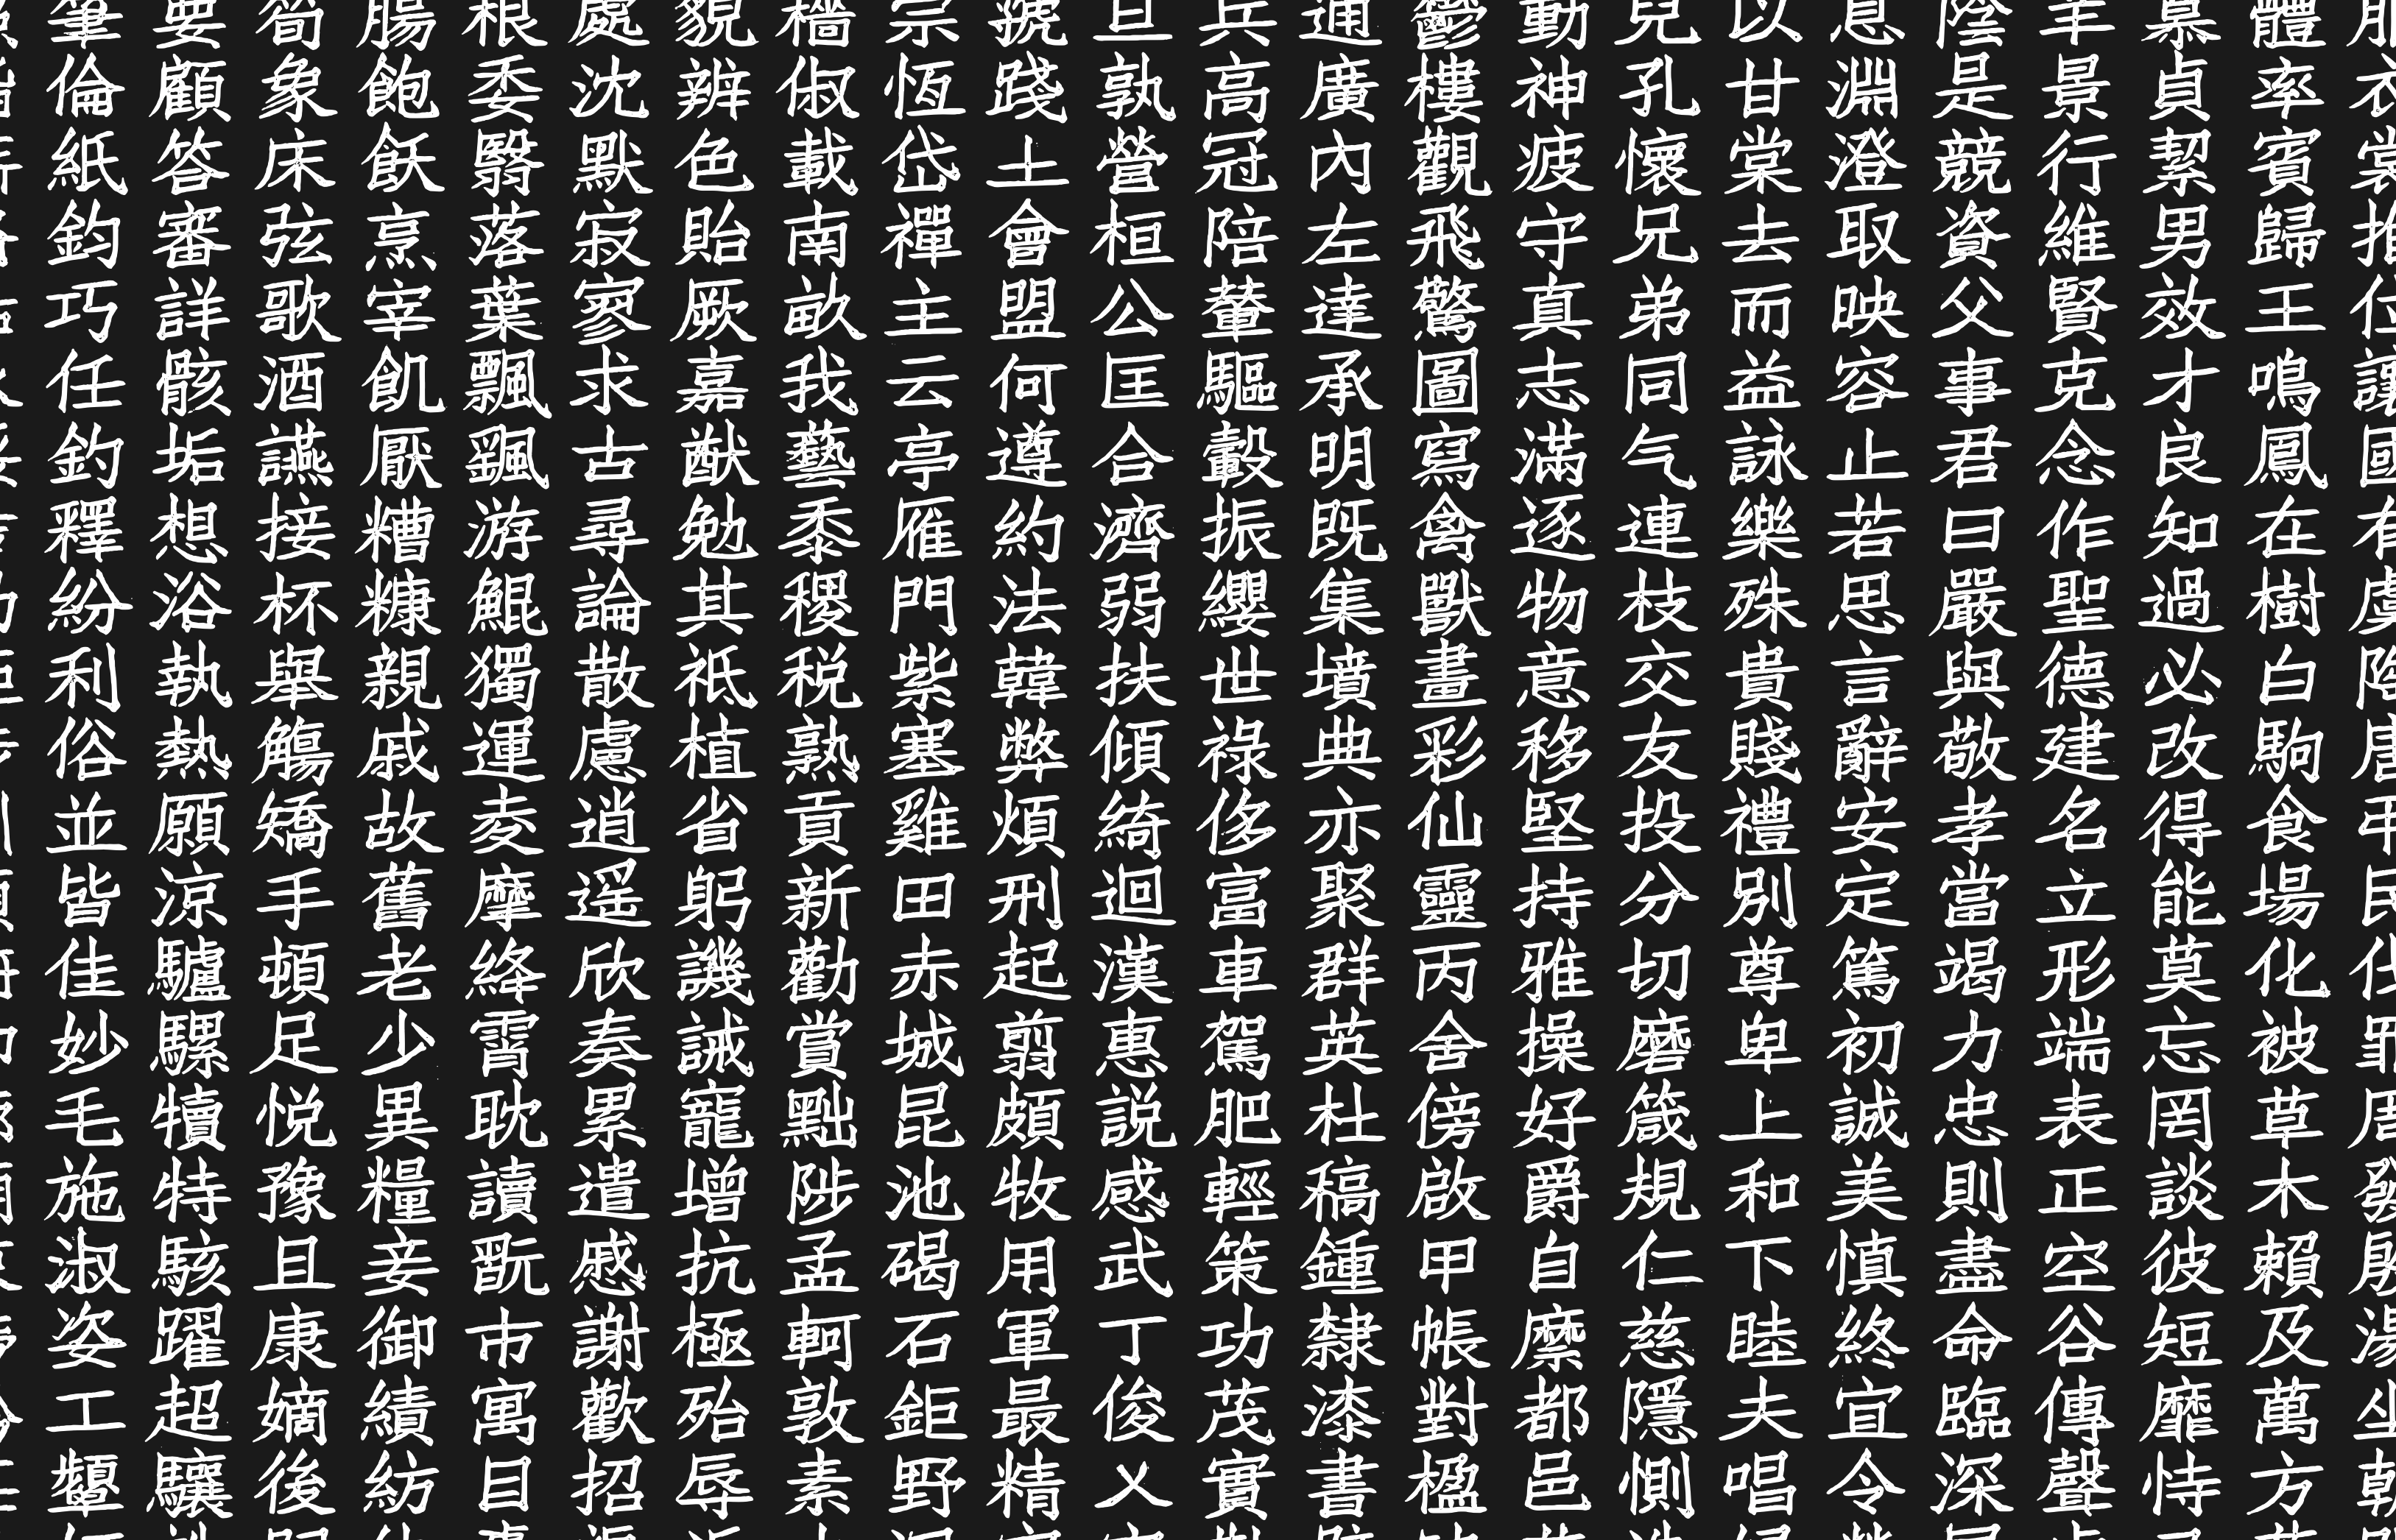 服衣裳推位讓國有虞陶唐弔民伐罪周發殷湯坐朝
體率賓歸王鳴鳳在樹白駒食場化被草木賴及萬方
慕貞絜男效才良知過必改得能莫忘罔談彼短靡恃
羊景行維賢克念作聖德建名立形端表正空谷傳聲
陰是競資父事君曰嚴與敬孝當竭力忠則盡命臨深
息淵澄取映容止若思言辭安定篤初誠美慎終宜令
以甘棠去而益詠樂殊貴賤禮別尊卑上和下睦夫唱
兒孔懷兄弟同气連枝交友投分切磨箴規仁慈隱惻
動神疲守真志滿逐物意移堅持雅操好爵自縻都邑
鬱樓觀飛驚圖寫禽獸畫彩仙靈丙舍傍啟甲帳對楹
通廣內左達承明既集墳典亦聚群英杜稿鍾隸漆書
兵高冠陪輦驅轂振纓世祿侈富車駕肥輕策功茂實
旦孰營桓公匡合濟弱扶傾綺迴漢惠説感武丁俊乂
虢踐土會盟何遵約法韓弊煩刑起翦頗牧用軍最精
宗恆岱禪主云亭雁門紫塞雞田赤城昆池碣石鉅野
穡俶載南畝我藝黍稷税熟貢新勸賞黜陟孟軻敦素
貌辨色貽厥嘉猷勉其祗植省躬譏誡寵增抗極殆辱
處沈默寂寥求古尋論散慮逍遥欣奏累遣慼謝歡招
根委翳落葉飄颻游鯤獨運凌摩絳霄耽讀翫市寓目
腸飽飫烹宰飢厭糟糠親戚故舊老少異糧妾御績紡
筍象床弦歌酒讌接杯舉觴矯手頓足悦豫且康嫡後
要顧答審詳骸垢想浴執熱願涼驢騾犢特駭躍超驤
筆倫紙鈞巧任釣釋紛利俗並皆佳妙毛施淑姿工顰